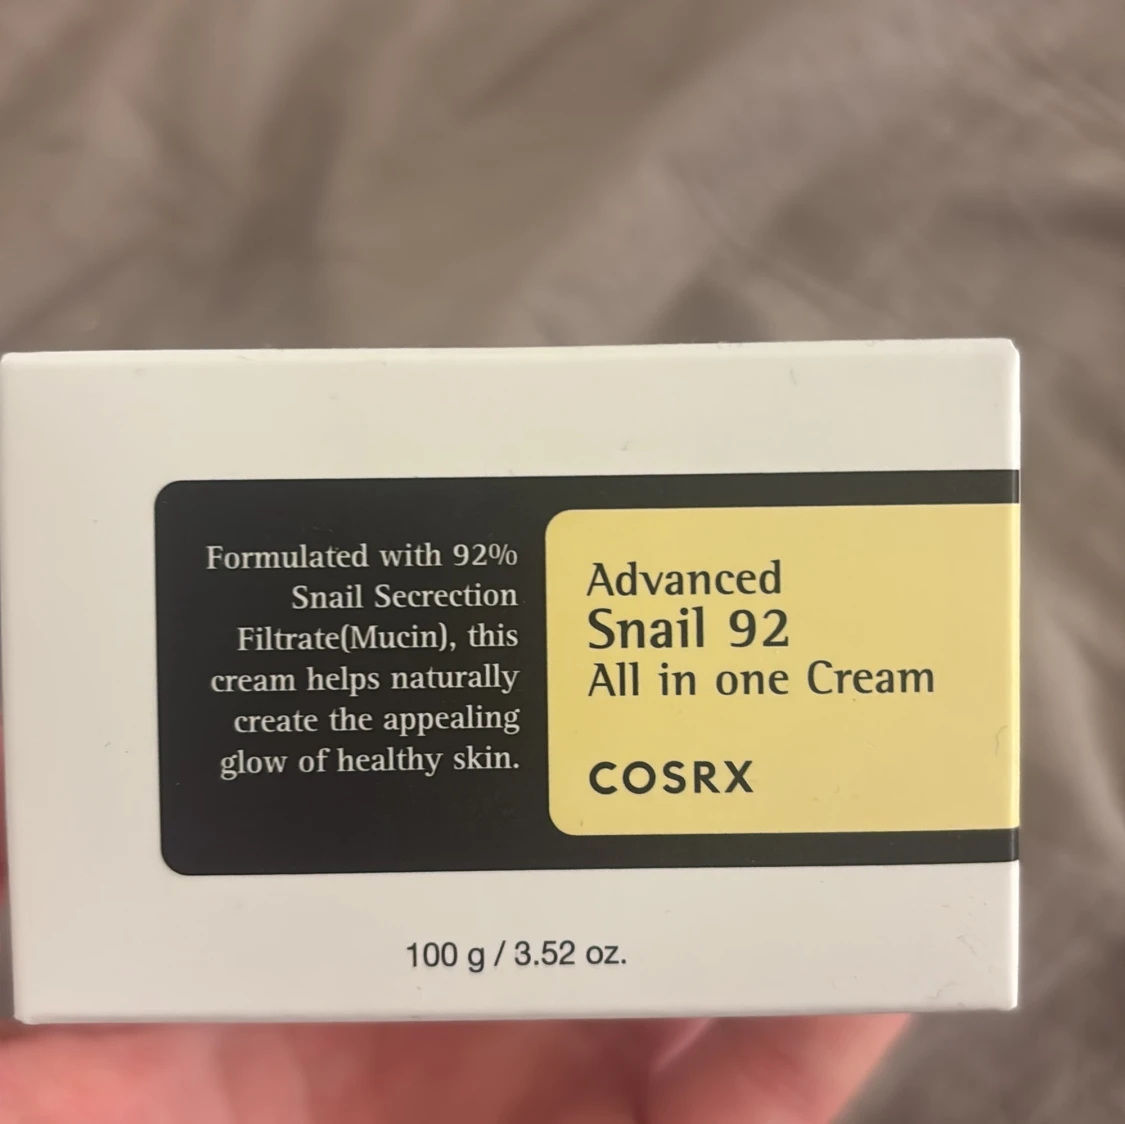 Formulated with 92%
Snail Secrection
Filtrate(Mucin), this
cream helps naturally
create the appealing
glow of healthy skin.
Advanced
Snail 92
All in one Cream
COSRX
100 g / 3.52 oz.